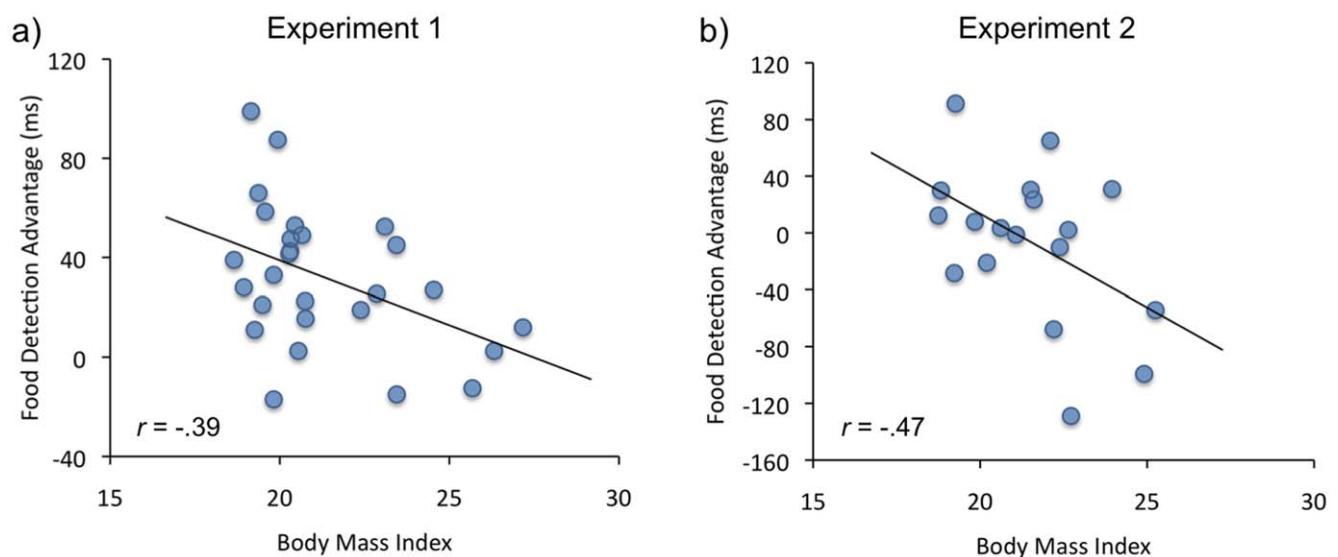 a)
Experiment 1
Food Detection Advantage (ms)
120
80
40
0
-40
r = -.39
15 20 25 30
Body Mass Index
b)
Experiment 2
Food Detection Advantage (ms)
120
80
40
0
-40
-80
-120
-160
r = -.47
15 20 25 30
Body Mass Index